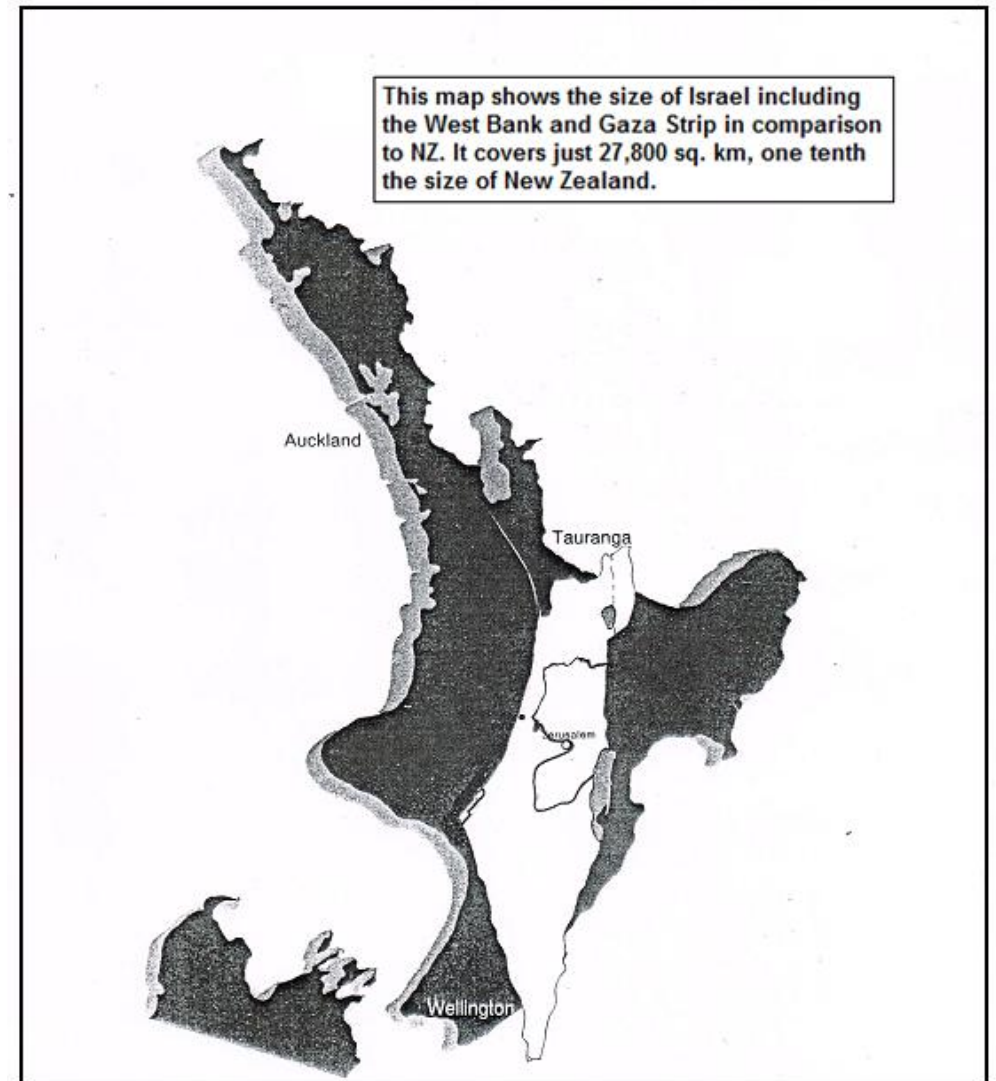 This map shows the size of Israel including
the West Bank and Gaza Strip in comparison
to NZ. It covers just 27,800 sq. km, one tenth
the size of New Zealand.
Auckland
Tauranga
Jerusalem
Wellington